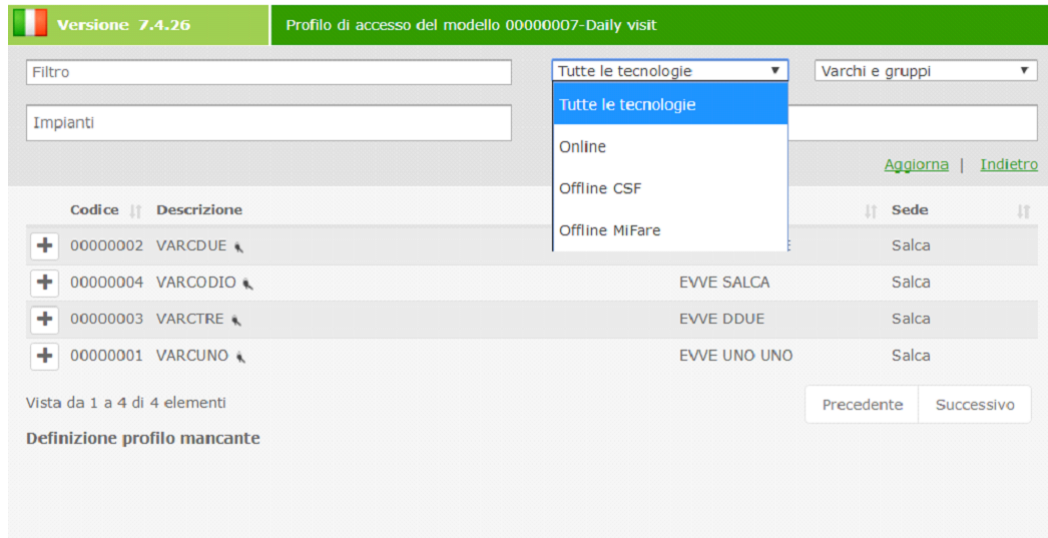 Versione 7.4.26
Profilo di accesso del modello 00000007-Daily visit
Filtro
Tutte le tecnologie
Varchi e gruppi
Tutte le tecnologie
Impianti
Online
Aggiorna | Indietro
Offline CSF
Codice Descrizione Sede
Offline MiFare
00000002 VARCDUE Salca
00000004 VARCODIO EVVE SALCA Salca
00000003 VARCTRE EVVE DDUE Salca
00000001 VARCUNO EVVE UNO UNO Salca
Vista da 1 a 4 di 4 elementi
Precedente Successivo
Definizione profilo mancante